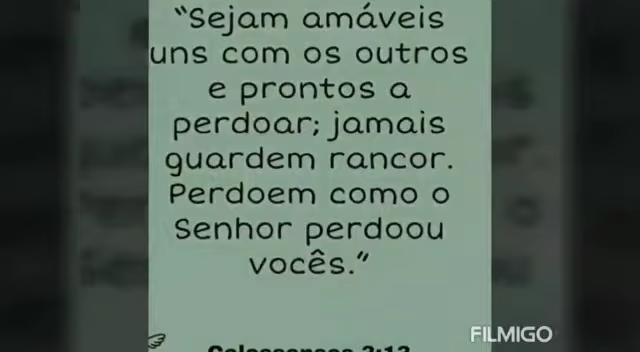 “Sejam amáveis
uns com os outros
e prontos a
perdoar; jamais
guardem rancor.
Perdoem como o
Senhor perdoou
vocês.”
FILMIGO